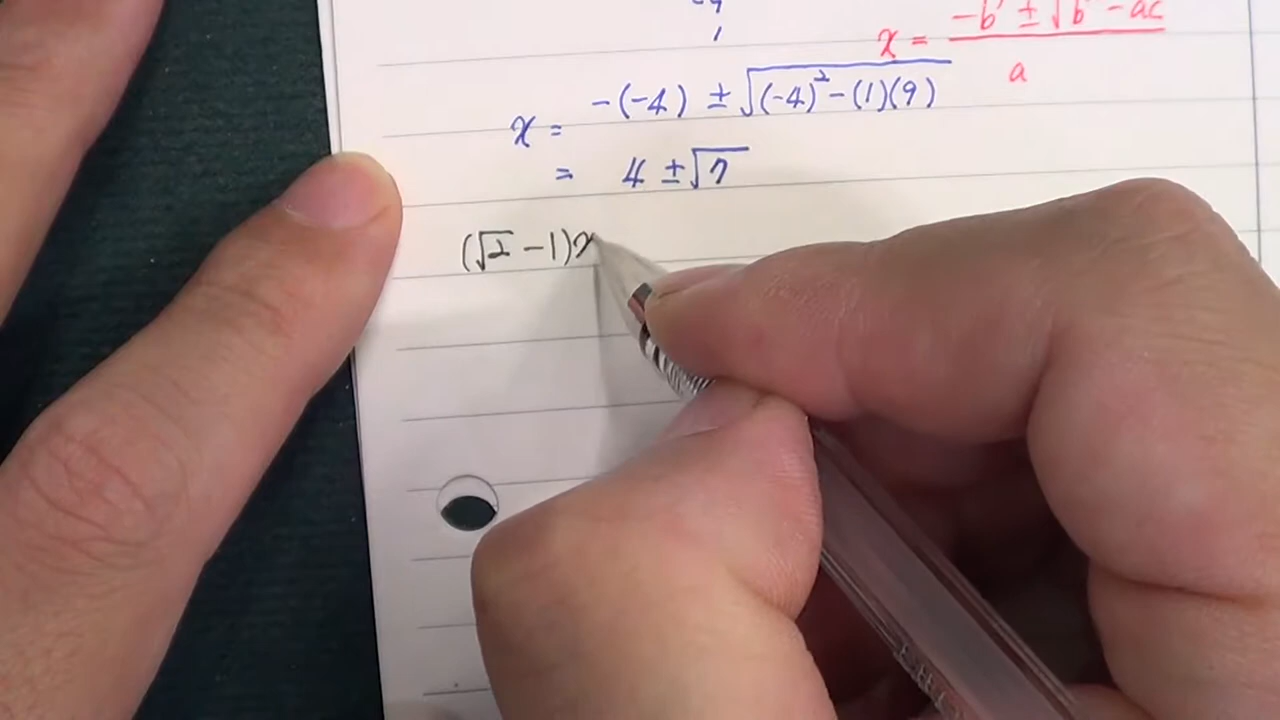 x = -b' ± √b'² - ac / a
x = -(-4) ± √(-4)² - (1)(9)
= 4 ± √7
(√2 - 1)x